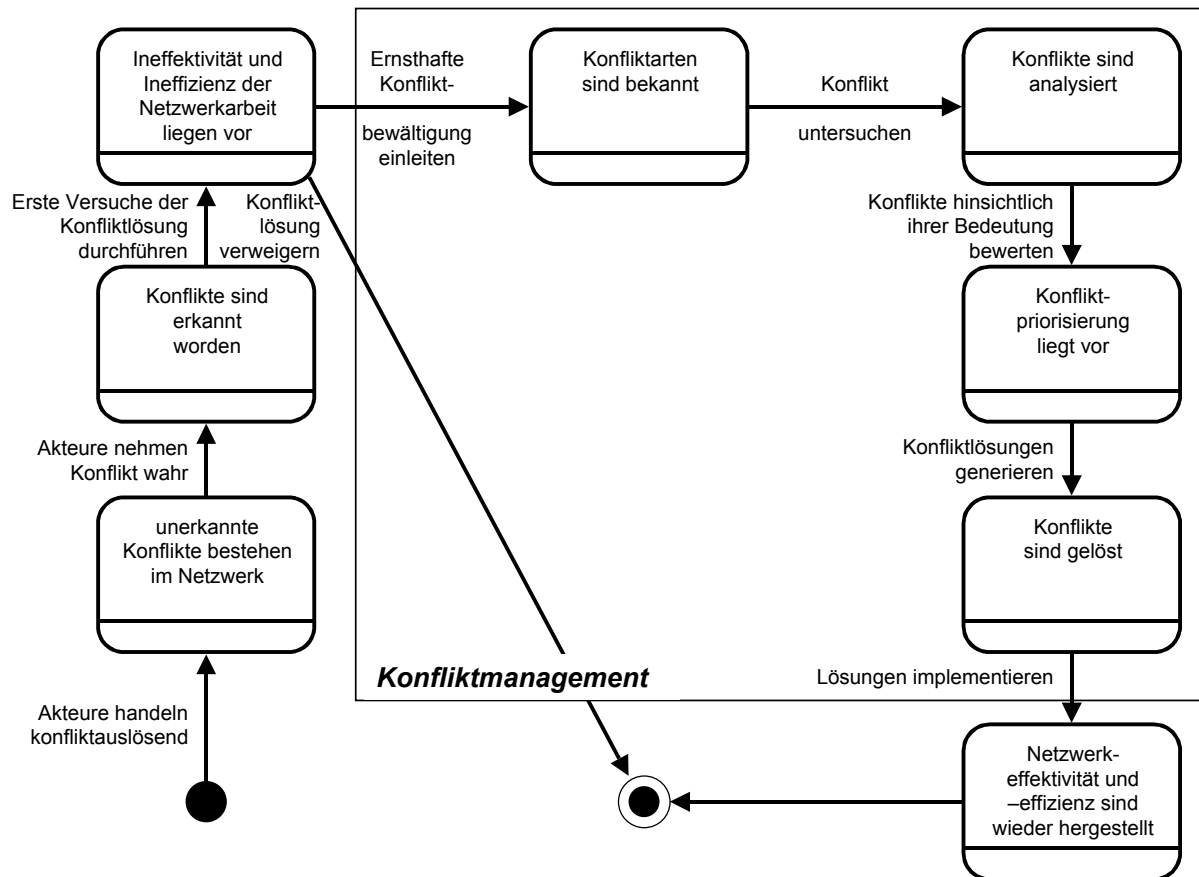 Ineffektivität und
Ineffizienz der
Netzwerkarbeit
liegen vor
Ernsthafte
Konflikt-
bewältigung
einleiten
Konfliktarten
sind bekannt
Konflikt
untersuchen
Konflikte sind
analysiert
Erste Versuche der
Konfliktlösung
durchführen
Konflikt-
lösung
verweigern
Konflikte hinsichtlich
ihrer Bedeutung
bewerten
Konflikte sind
erkannt
worden
Konflikt-
priorisierung
liegt vor
Akteure nehmen
Konflikt wahr
Konfliktlösungen
generieren
unerkannte
Konflikte bestehen
im Netzwerk
Konflikte
sind gelöst
Konfliktmanagement
Lösungen implementieren
Akteure handeln
konfliktauslösend
Netzwerk-
effektivität und
–effizienz sind
wieder hergestellt